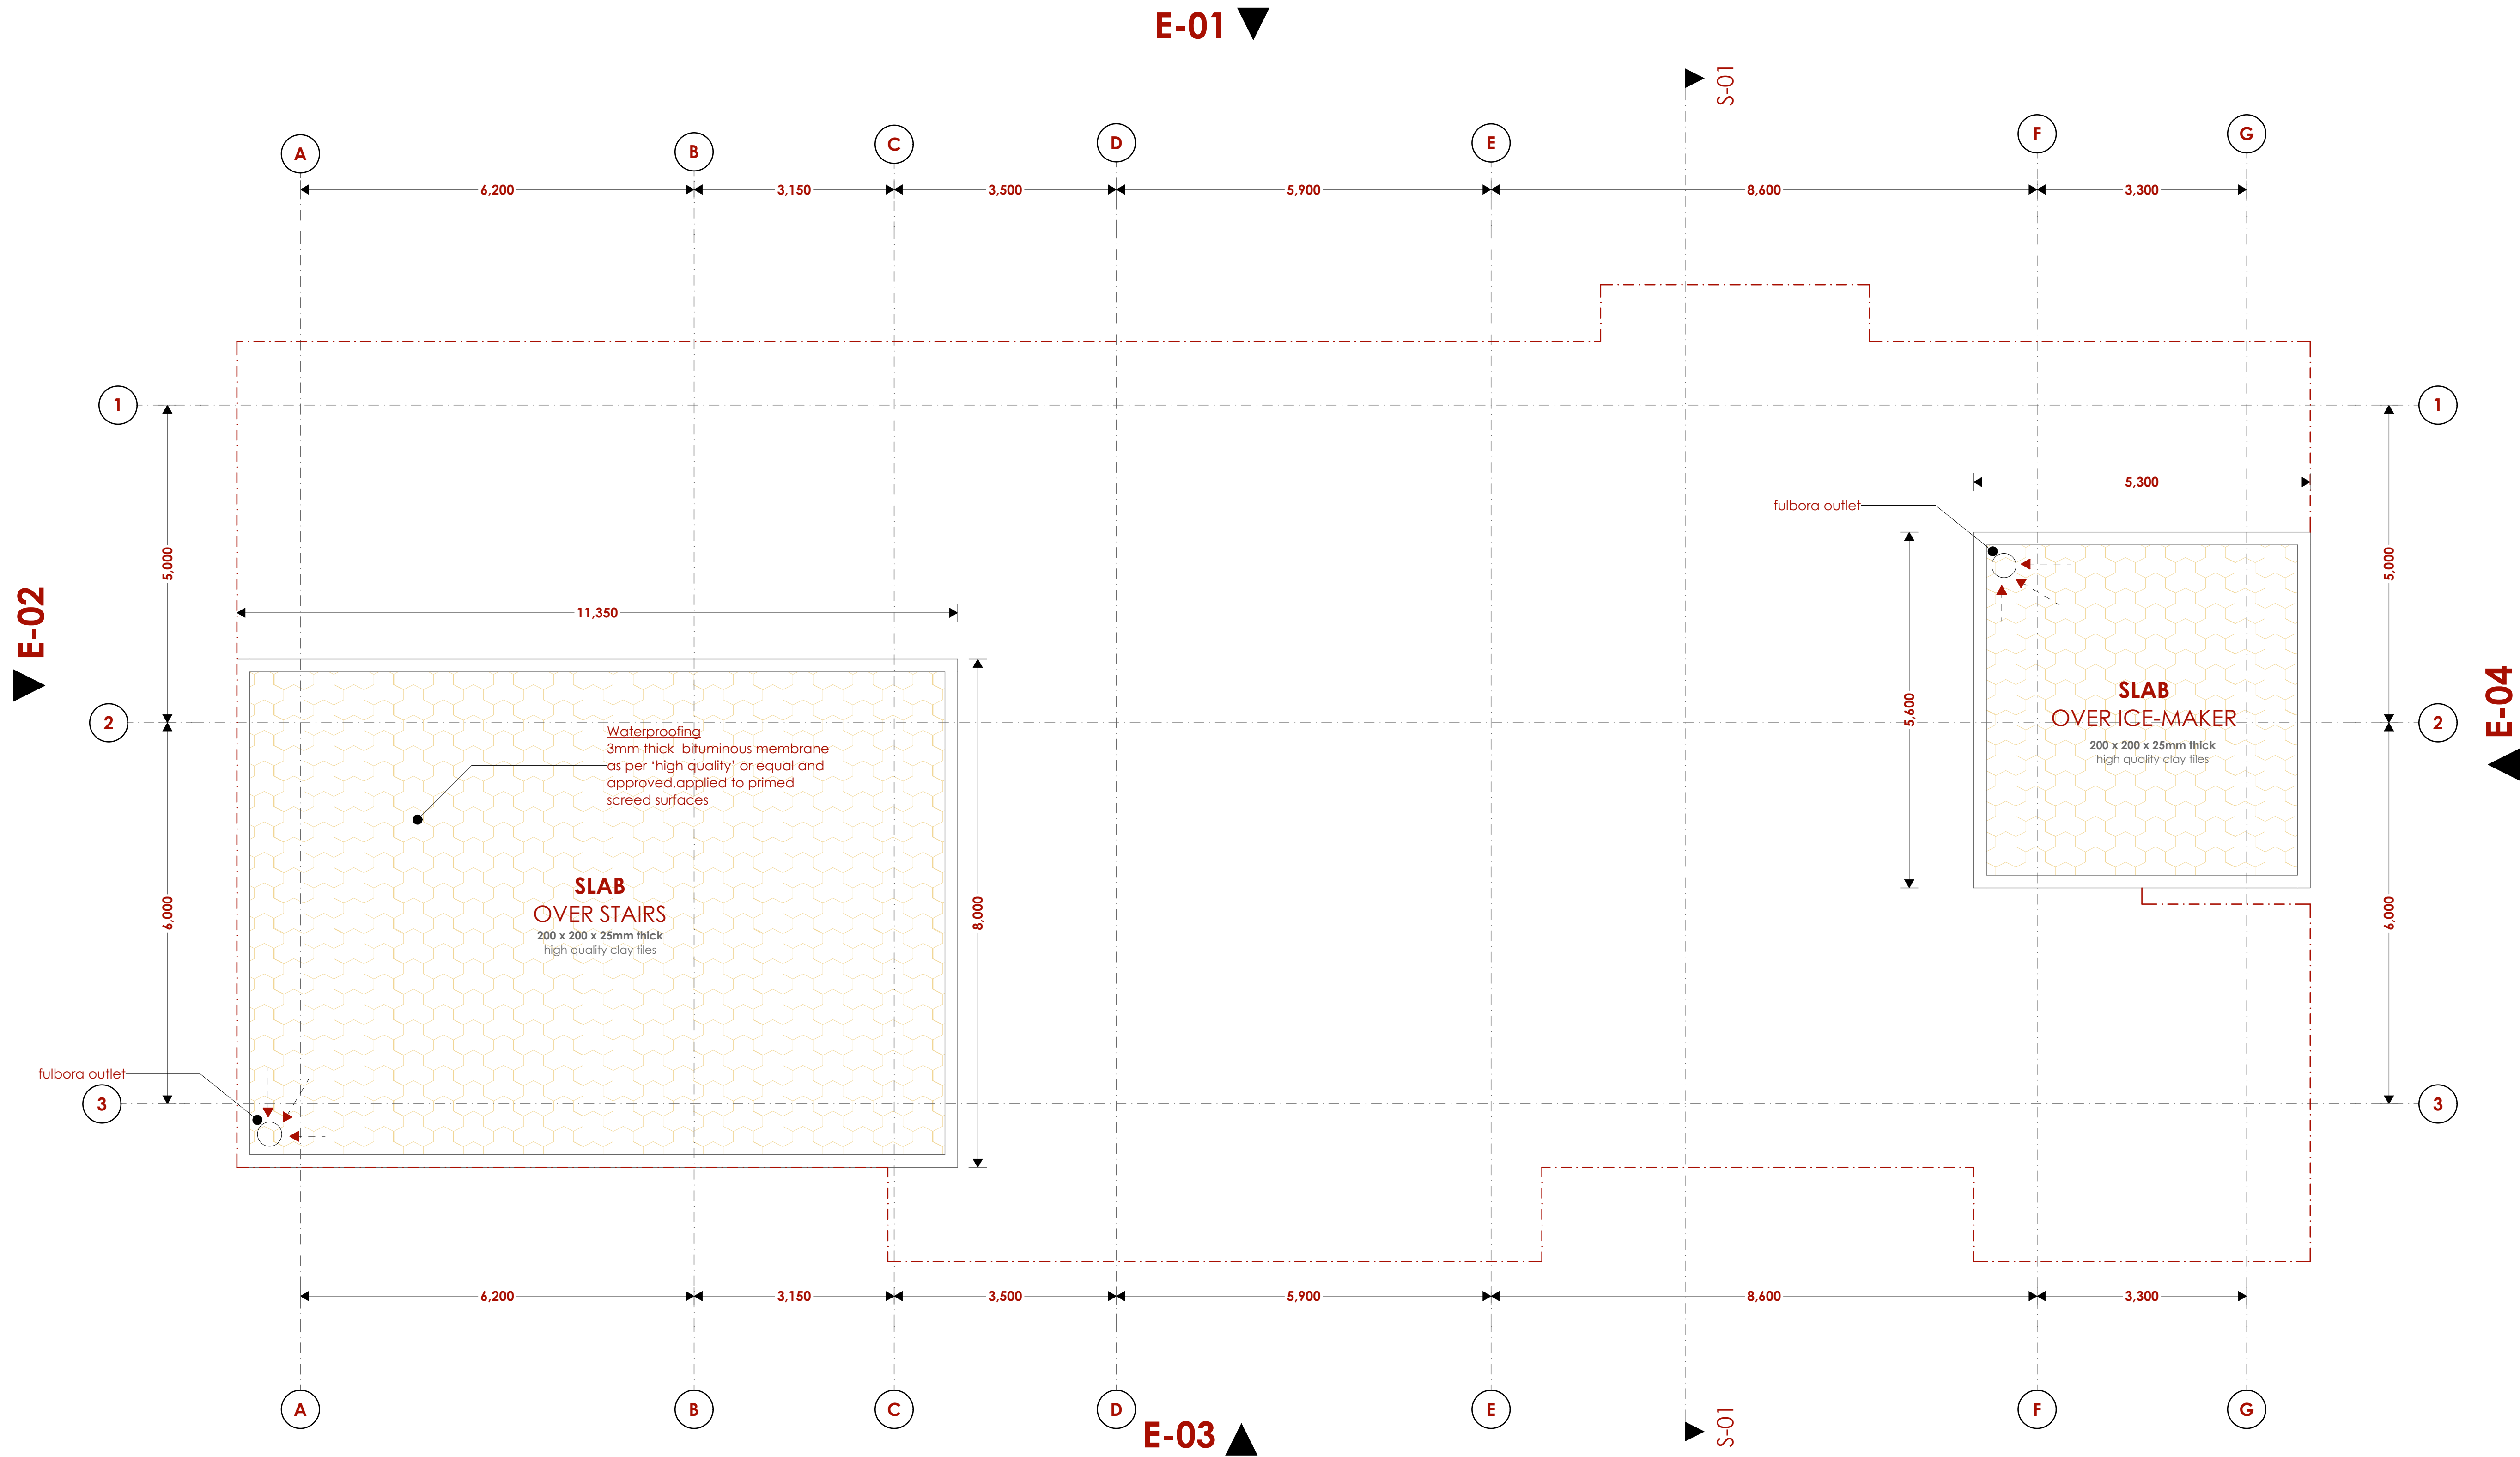 E-01
S-01
A
B
C
D
E
F
G
6,200
3,150
3,500
5,900
8,600
3,300
1
1
5,000
5,000
5,300
fulbora outlet
5,600
SLAB
OVER ICE-MAKER
200 x 200 x 25mm thick
high quality clay tiles
E-02
E-04
11,350
2
2
Waterproofing
3mm thick bituminous membrane
as per ‘high quality’ or equal and
approved,applied to primed
screed surfaces
SLAB
OVER STAIRS
200 x 200 x 25mm thick
high quality clay tiles
8,000
6,000
6,000
fulbora outlet
3
3
6,200
3,150
3,500
5,900
8,600
3,300
A
B
C
D
E
F
G
E-03
S-01